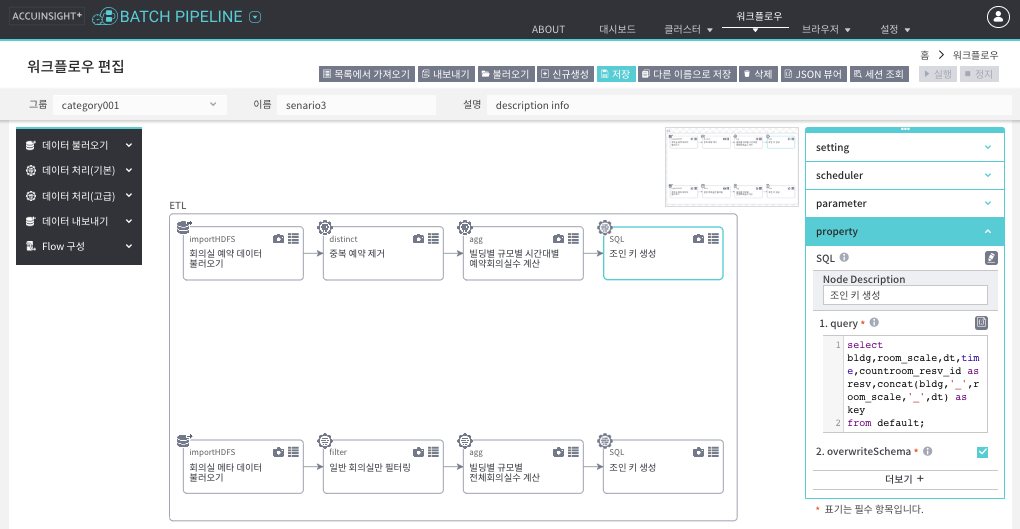 ACCUINSIGHT+
BATCH PIPELINE
ABOUT
대시보드
클러스터
워크플로우
브라우저
설정
홈 > 워크플로우
워크플로우 편집
목록에서 가져오기
내보내기
불러오기
신규생성
저장
다른 이름으로 저장
삭제
JSON 뷰어
세션 조회
실행
정지
그룹
category001
이름
senario3
설명
description info
데이터 불러오기
데이터 처리(기본)
데이터 처리(고급)
데이터 내보내기
Flow 구성
ETL
importHDFS
회의실 예약 데이터
불러오기
distinct
중복 예약 제거
agg
빌딩별 규모별 시간대별
예약회의실수 계산
SQL
조인 키 생성
importHDFS
회의실 메타 데이터
불러오기
filter
일반 회의실만 필터링
agg
빌딩별 규모별
전체회의실수 계산
SQL
조인 키 생성
setting
scheduler
parameter
property
SQL
Node Description
조인 키 생성
1. query *
1 select
bldg,room_scale,dt,tim
e,countroom_resv_id as
resv,concat(bldg,'_',r
oom_scale,'_',dt) as
key
2 from default;
2. overwriteSchema *
더보기 +
* 표기는 필수 항목입니다.